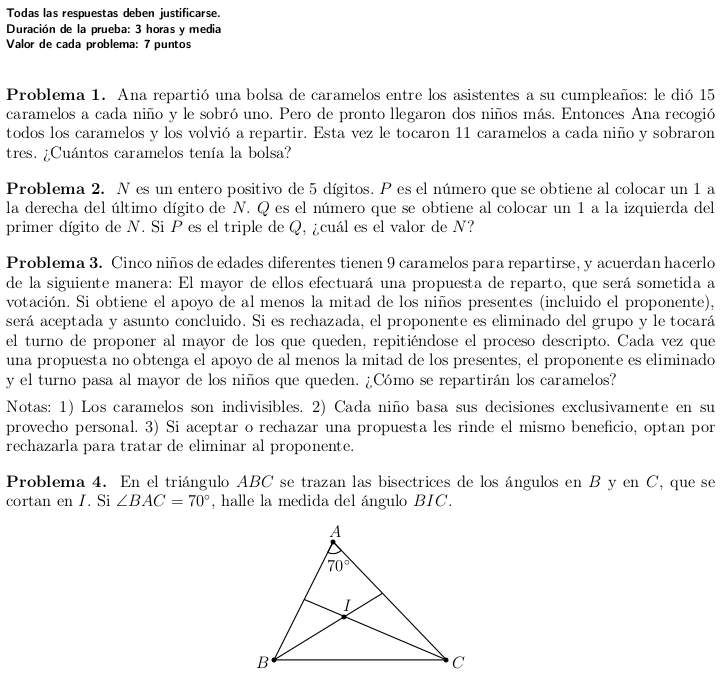 Todas las respuestas deben justificarse.
Duración de la prueba: 3 horas y media
Valor de cada problema: 7 puntos
Problema 1. Ana repartió una bolsa de caramelos entre los asistentes a su cumpleaños: le dió 15
caramelos a cada niño y le sobró uno. Pero de pronto llegaron dos niños más. Entonces Ana recogió
todos los caramelos y los volvió a repartir. Esta vez le tocaron 11 caramelos a cada niño y sobraron
tres. ¿Cuántos caramelos tenía la bolsa?
Problema 2. N es un entero positivo de 5 dígitos. P es el número que se obtiene al colocar un 1 a
la derecha del último dígito de N. Q es el número que se obtiene al colocar un 1 a la izquierda del
primer dígito de N. Si P es el triple de Q, ¿cuál es el valor de N?
Problema 3. Cinco niños de edades diferentes tienen 9 caramelos para repartirse, y acuerdan hacerlo
de la siguiente manera: El mayor de ellos efectuará una propuesta de reparto, que será sometida a
votación. Si obtiene el apoyo de al menos la mitad de los niños presentes (incluido el proponente),
será aceptada y asunto concluido. Si es rechazada, el proponente es eliminado del grupo y le tocará
el turno de proponer al mayor de los que queden, repitiéndose el proceso descripto. Cada vez que
una propuesta no obtenga el apoyo de al menos la mitad de los presentes, el proponente es eliminado
y el turno pasa al mayor de los niños que queden. ¿Cómo se repartirán los caramelos?
Notas: 1) Los caramelos son indivisibles. 2) Cada niño basa sus decisiones exclusivamente en su
provecho personal. 3) Si aceptar o rechazar una propuesta les rinde el mismo beneficio, optan por
rechazarla para tratar de eliminar al proponente.
Problema 4. En el triángulo ABC se trazan las bisectrices de los ángulos en B y en C, que se
cortan en I. Si ∠BAC = 70°, halle la medida del ángulo BIC.
A
70°
I
B
C